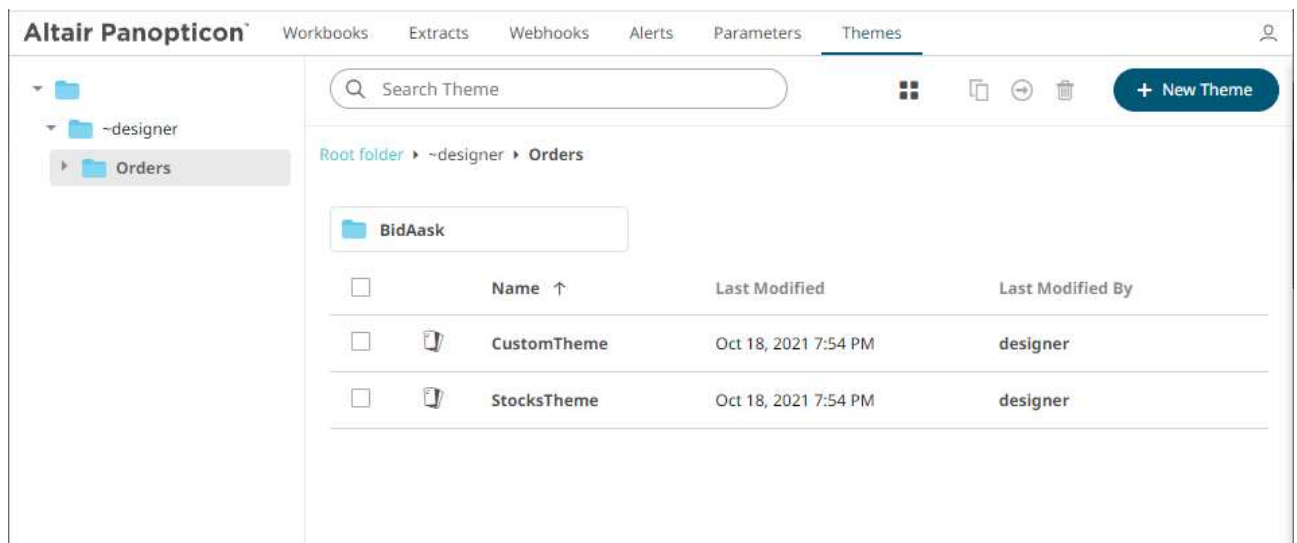 Altair Panopticon™ Workbooks Extracts Webhooks Alerts Parameters Themes
Search Theme
+ New Theme
~designer
Orders
Root folder ~designer Orders
BidAask
Name ↑ Last Modified Last Modified By
CustomTheme Oct 18, 2021 7:54 PM designer
StocksTheme Oct 18, 2021 7:54 PM designer